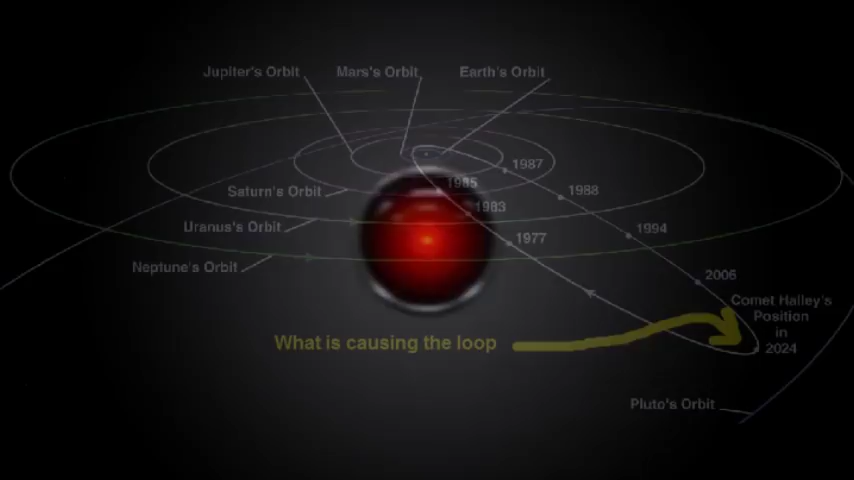 Jupiter's Orbit
Mars's Orbit
Earth's Orbit
1987
1985
Saturn's Orbit
1988
1983
Uranus's Orbit
1994
1977
Neptune's Orbit
2005
Comet Halley's
Position
in
2024
What is causing the loop
Pluto's Orbit